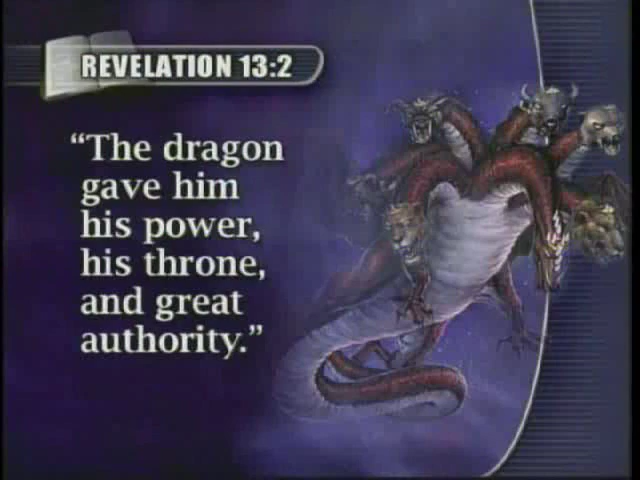 REVELATION 13:2
“The dragon
gave him
his power,
his throne,
and great
authority.”